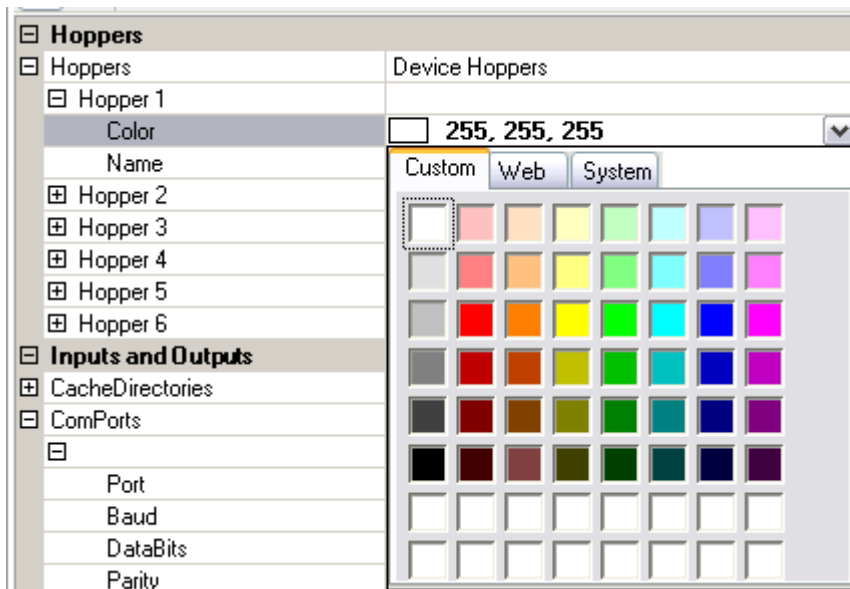 Hoppers
Hoppers Device Hoppers
Hopper 1
Color 255, 255, 255
Name
Custom Web System
Hopper 2
Hopper 3
Hopper 4
Hopper 5
Hopper 6
Inputs and Outputs
CacheDirectories
ComPorts
Port
Baud
DataBits
Parity